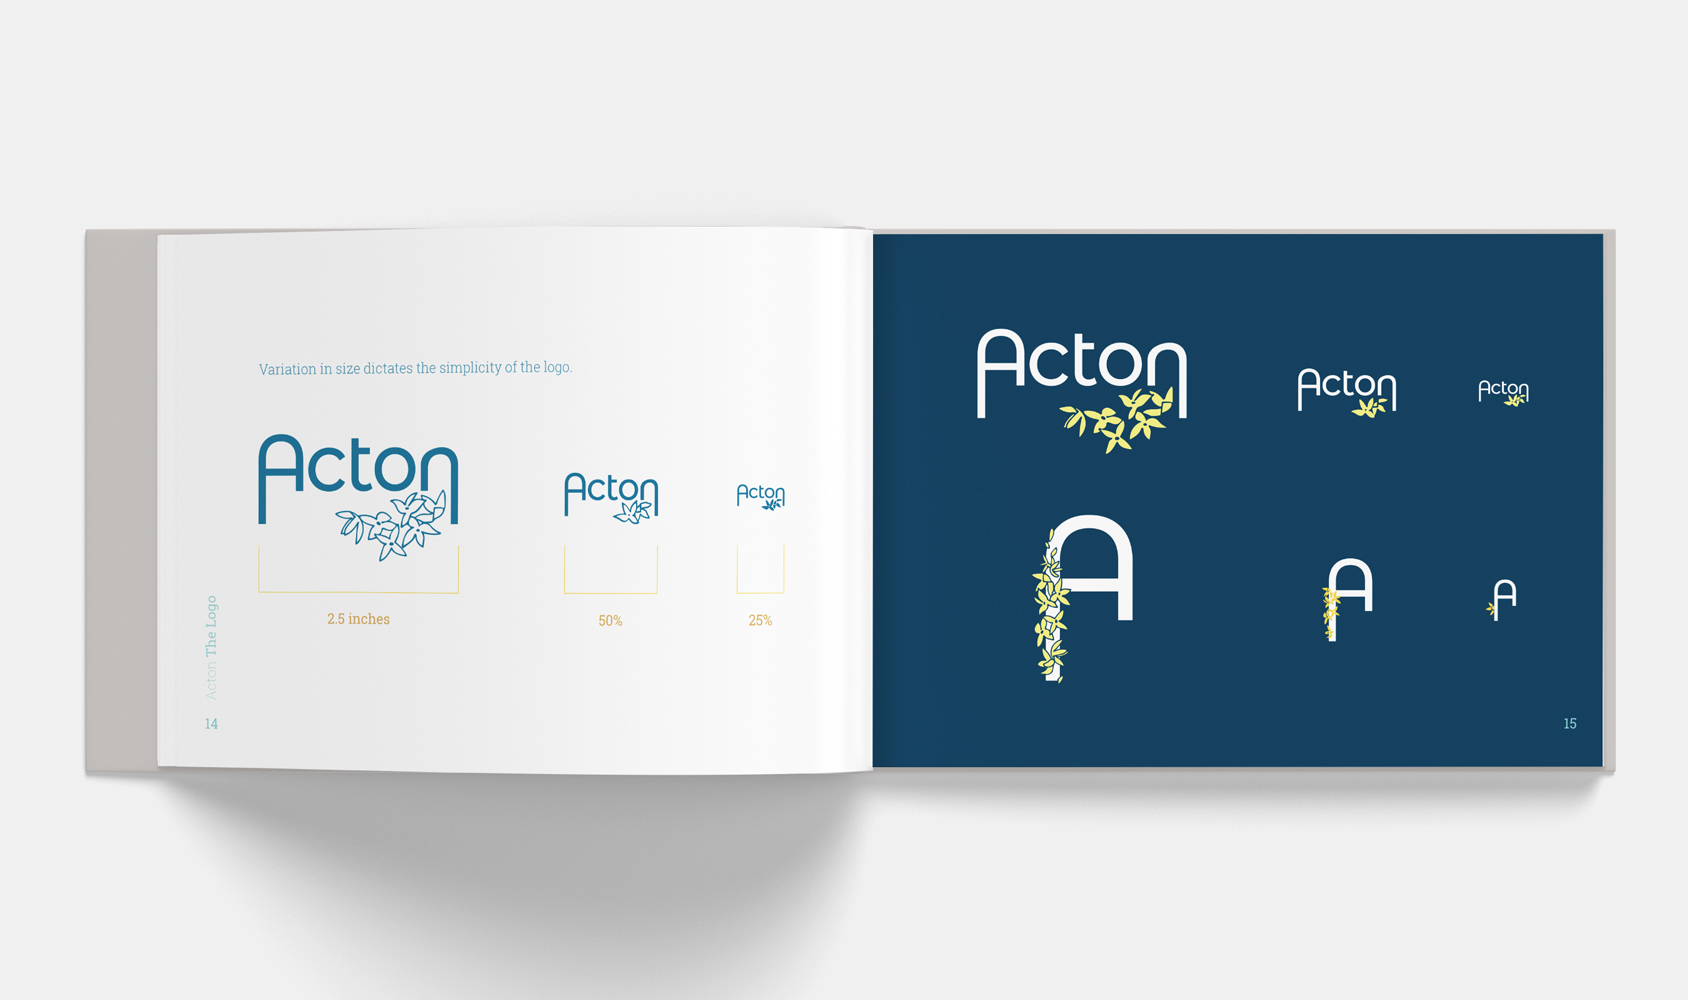 Variation in size dictates the simplicity of the logo.
Acton
Acton
Acton
2.5 inches
50%
25%
Acton The Logo
14
Acton
Acton
Acton
A
A
A
15